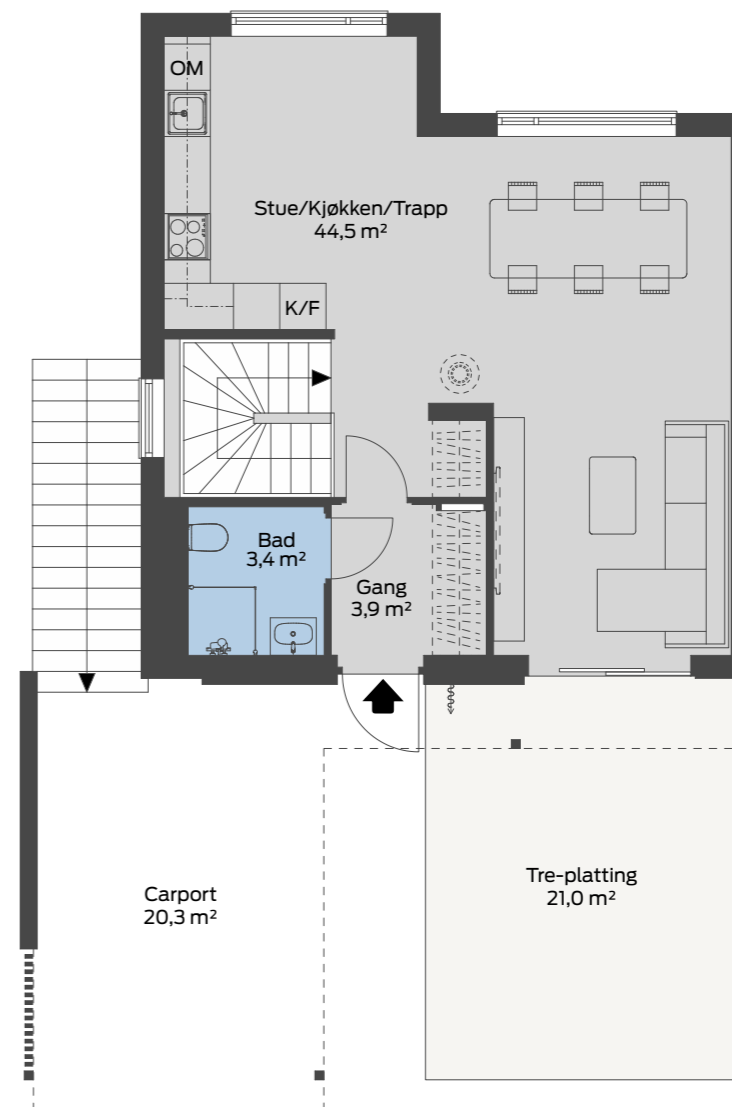 OM
Stue/Kjøkken/Trapp
44,5 m²
K/F
Bad
3,4 m²
Gang
3,9 m²
Carport
20,3 m²
Tre-platting
21,0 m²